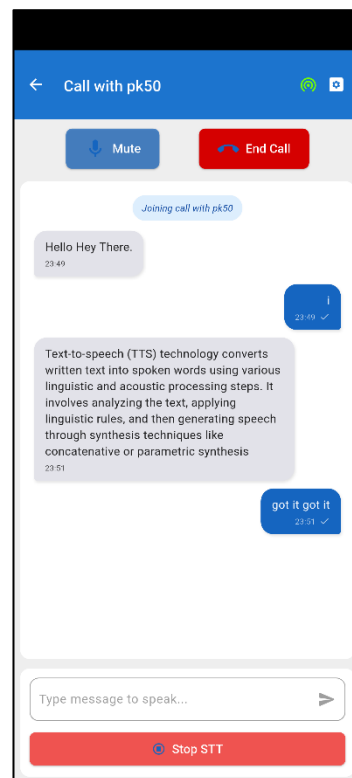 Call with pk50
Mute
End Call
Joining call with pk50
Hello Hey There.
23:49
i
23:49
Text-to-speech (TTS) technology converts
written text into spoken words using various
linguistic and acoustic processing steps. It
involves analyzing the text, applying
linguistic rules, and then generating speech
through synthesis techniques like
concatenative or parametric synthesis
23:51
got it got it
23:51
Type message to speak...
Stop STT